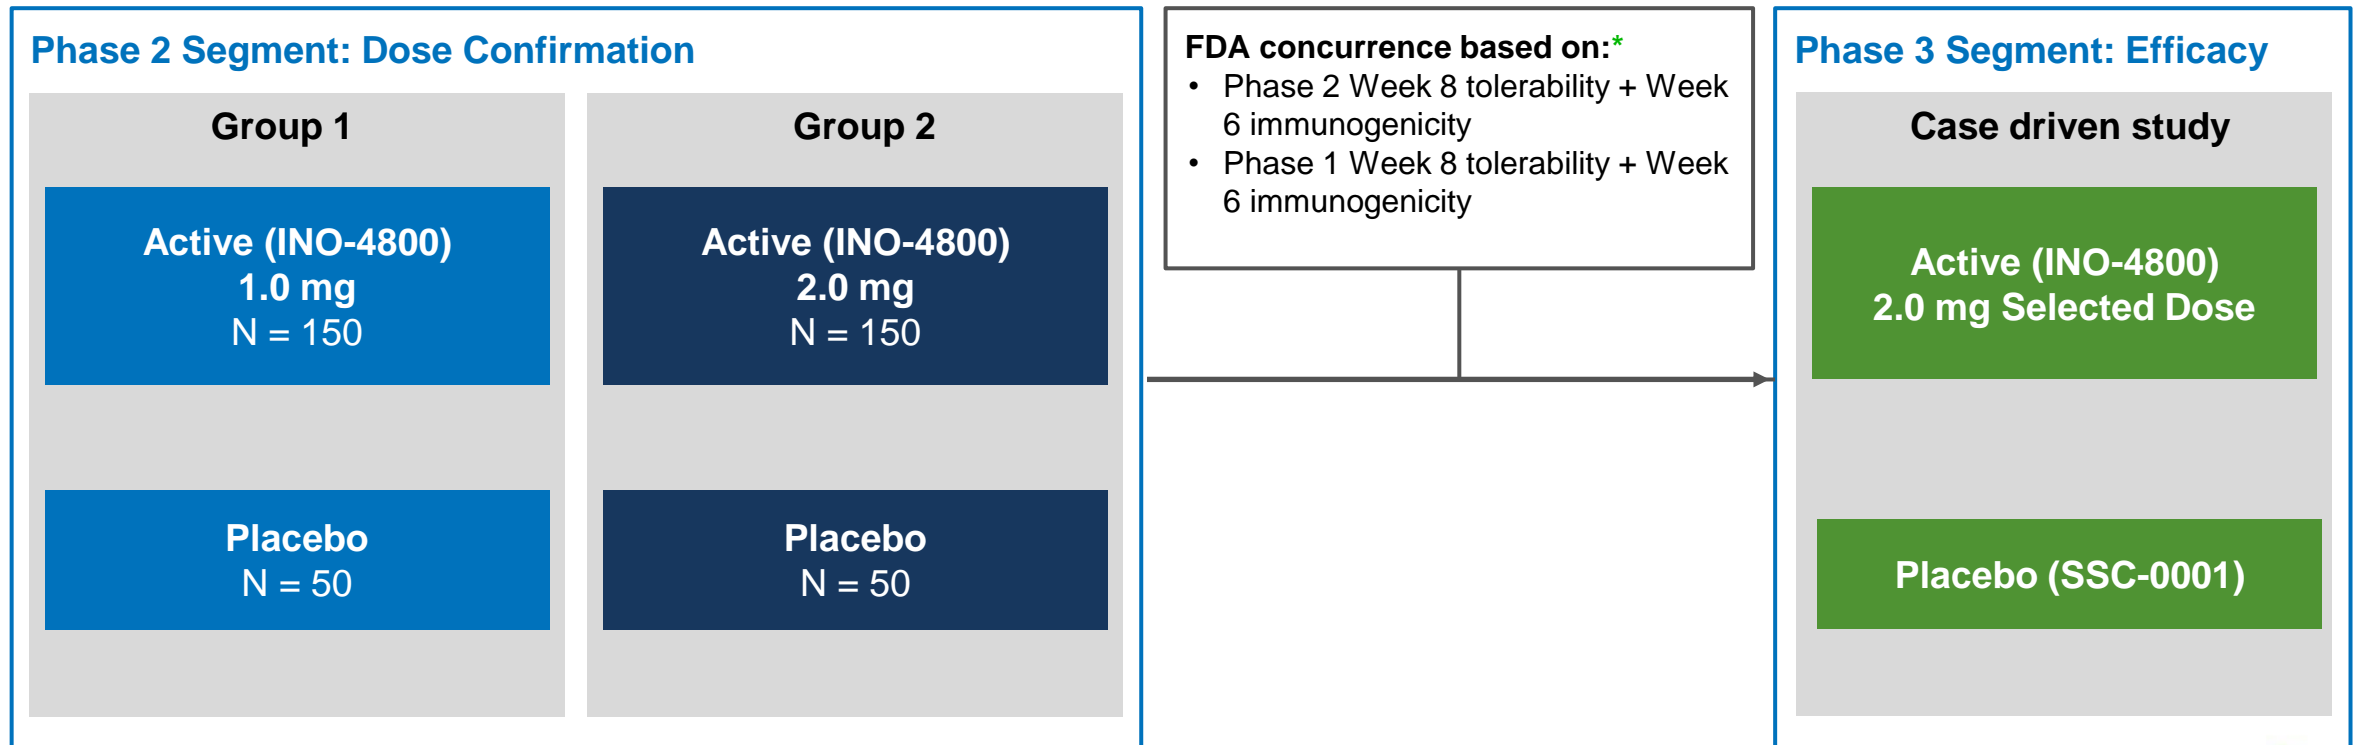 Phase 2 Segment: Dose Confirmation
Group 1
Active (INO-4800)
1.0 mg
N = 150
Placebo
N = 50
Group 2
Active (INO-4800)
2.0 mg
N = 150
Placebo
N = 50
FDA concurrence based on:*
• Phase 2 Week 8 tolerability + Week
6 immunogenicity
• Phase 1 Week 8 tolerability + Week
6 immunogenicity
Phase 3 Segment: Efficacy
Case driven study
Active (INO-4800)
2.0 mg Selected Dose
Placebo (SSC-0001)